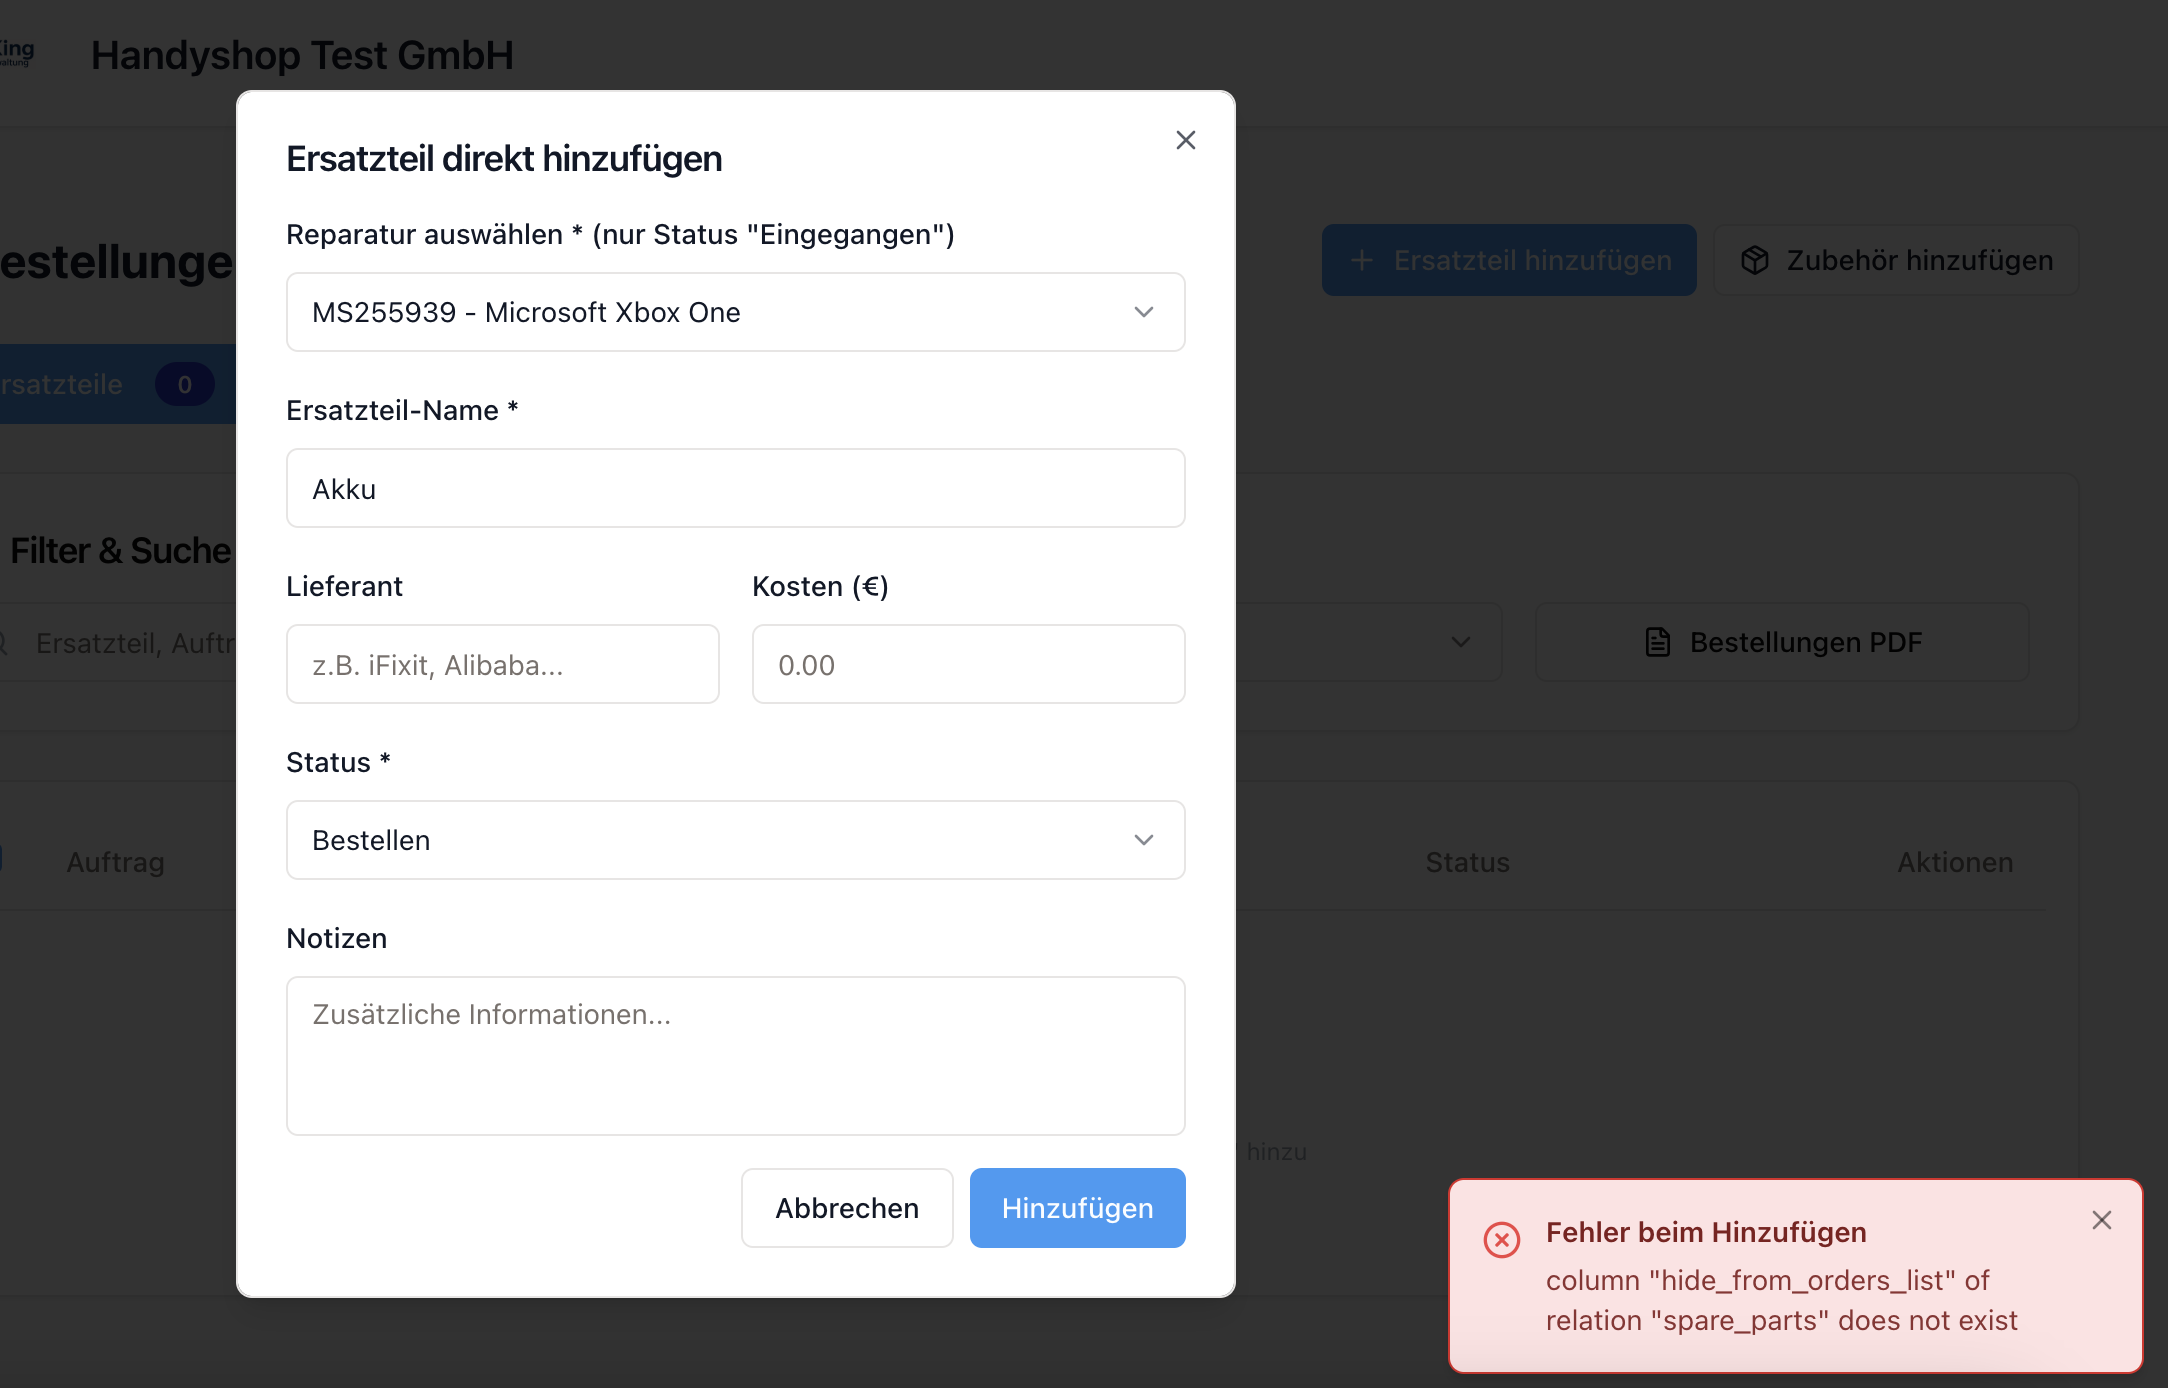 Handyshop Test GmbH
Ersatzteil direkt hinzufügen
Reparatur auswählen * (nur Status "Eingegangen")
MS255939 - Microsoft Xbox One
Ersatzteil-Name *
Akku
Lieferant
Kosten (€)
z.B. iFixit, Alibaba...
0.00
Status *
Bestellen
Notizen
Zusätzliche Informationen...
Abbrechen
Hinzufügen
estellunge
Ersatzteil hinzufügen
Zubehör hinzufügen
rsatzteile
0
Filter & Suche
Ersatzteil, Auftr
Bestellungen PDF
Auftrag
Status
Aktionen
hinzu
Fehler beim Hinzufügen
column "hide_from_orders_list" of
relation "spare_parts" does not exist